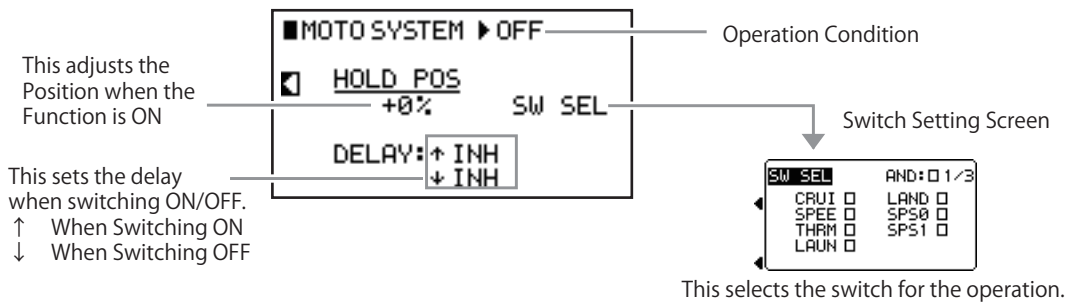 ■MOTO SYSTEM ▶OFF
Operation Condition
This adjusts the
Position when the
Function is ON
HOLD POS
+0%
SW SEL
Switch Setting Screen
DELAY:↑ INH
↓ INH
This sets the delay
when switching ON/OFF.
↑ When Switching ON
↓ When Switching OFF
SW SEL AND:□ 1/3
CRUI □ LAND □
SPEE □ SPS0 □
THRM □ SPS1 □
LAUN □
This selects the switch for the operation.